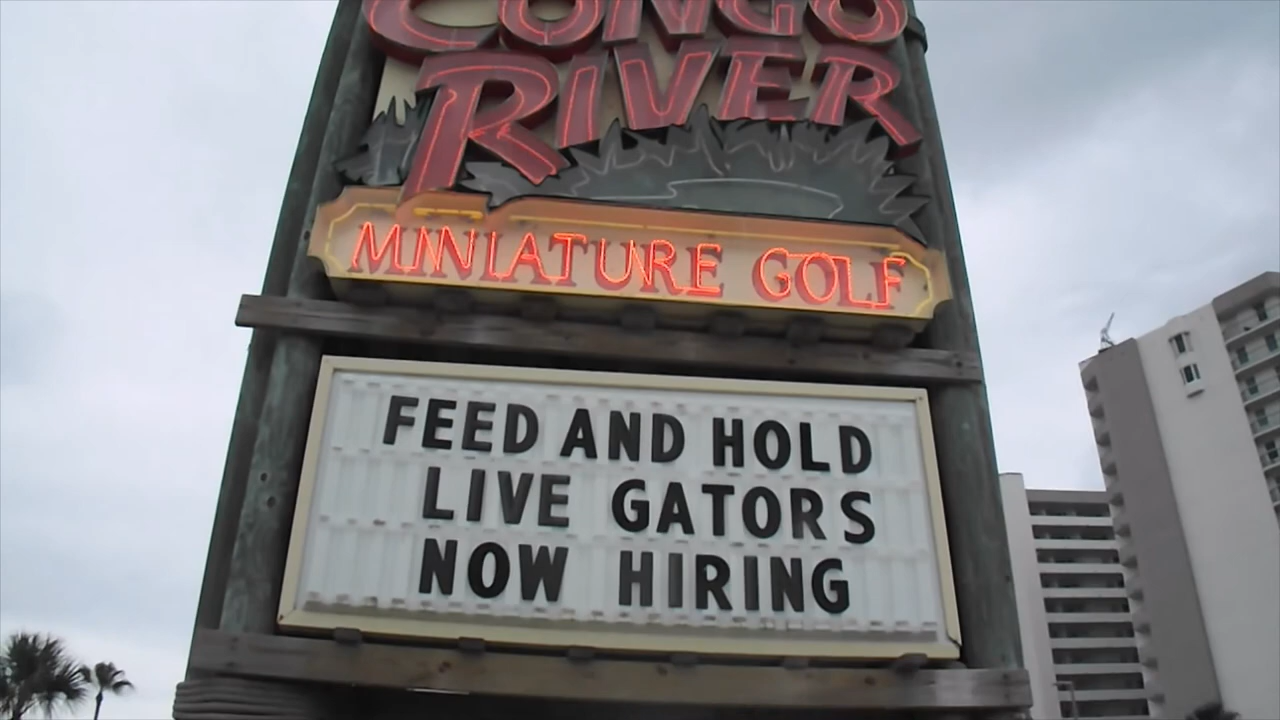 CONGO
RIVER
MINIATURE GOLF
FEED AND HOLD
LIVE GATORS
NOW HIRING